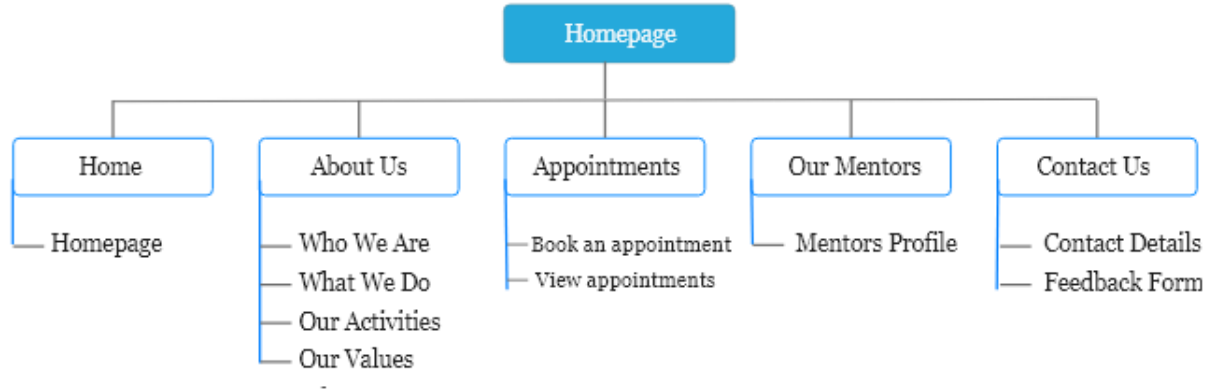 Homepage
Home
About Us
Appointments
Our Mentors
Contact Us
Homepage
Who We Are
What We Do
Our Activities
Our Values
Book an appointment
View appointments
Mentors Profile
Contact Details
Feedback Form